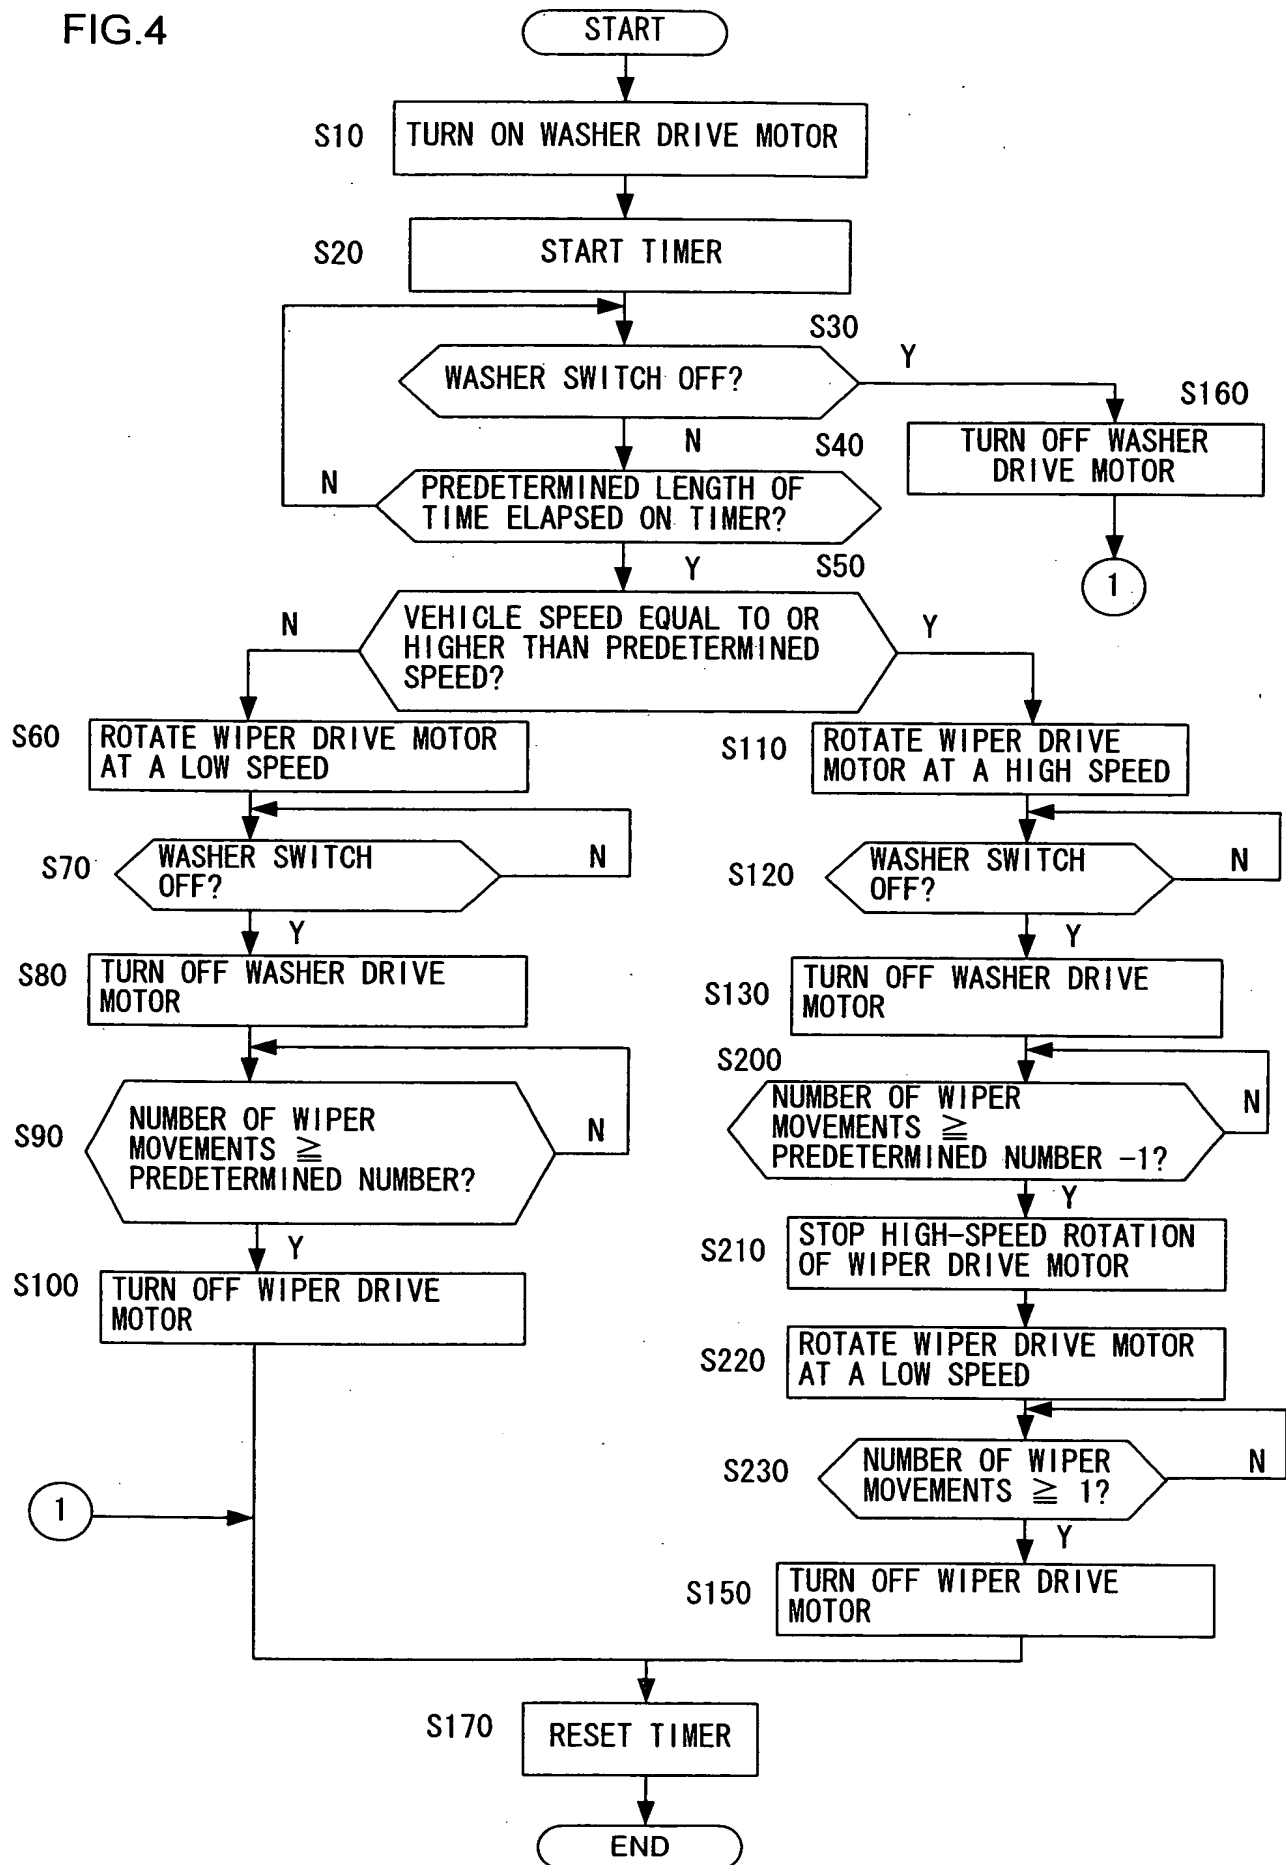 FIG.4
START
S10
TURN ON WASHER DRIVE MOTOR
S20
START TIMER
S30
WASHER SWITCH OFF?
Y
N
S160
TURN OFF WASHER
DRIVE MOTOR
1
S40
PREDETERMINED LENGTH OF
TIME ELAPSED ON TIMER?
N
Y
S50
VEHICLE SPEED EQUAL TO OR
HIGHER THAN PREDETERMINED
SPEED?
N
Y
S60
ROTATE WIPER DRIVE MOTOR
AT A LOW SPEED
S70
WASHER SWITCH
OFF?
N
Y
S80
TURN OFF WASHER DRIVE
MOTOR
S90
NUMBER OF WIPER
MOVEMENTS ≧
PREDETERMINED NUMBER?
N
Y
S100
TURN OFF WIPER DRIVE
MOTOR
1
S110
ROTATE WIPER DRIVE
MOTOR AT A HIGH SPEED
S120
WASHER SWITCH
OFF?
N
Y
S130
TURN OFF WASHER DRIVE
MOTOR
S200
NUMBER OF WIPER
MOVEMENTS ≧
PREDETERMINED NUMBER -1?
N
Y
S210
STOP HIGH-SPEED ROTATION
OF WIPER DRIVE MOTOR
S220
ROTATE WIPER DRIVE MOTOR
AT A LOW SPEED
S230
NUMBER OF WIPER
MOVEMENTS ≧ 1?
N
Y
S150
TURN OFF WIPER DRIVE
MOTOR
S170
RESET TIMER
END